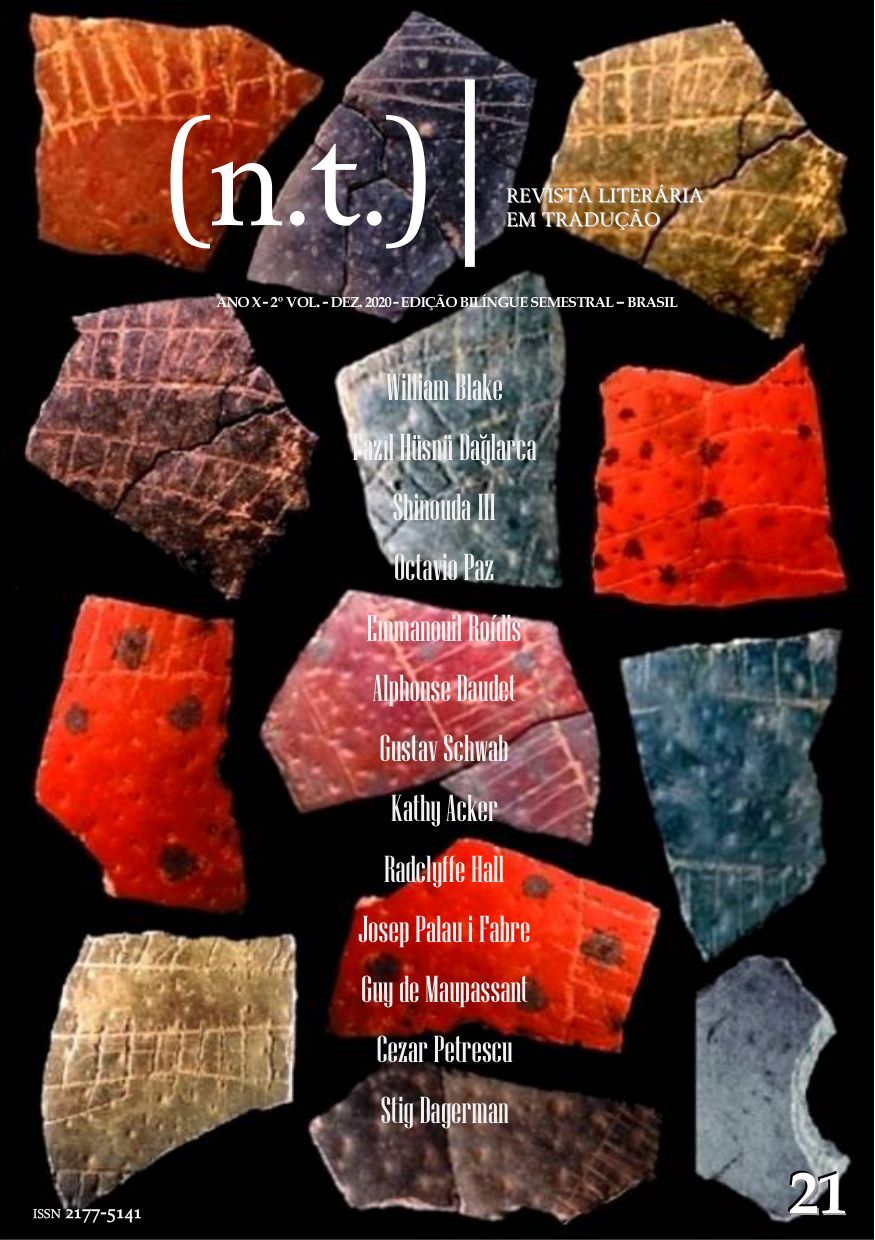 (n.t.)|
REVISTA LITERÁRIA
EM TRADUÇÃO
ANO X - 2º VOL. - DEZ. 2020 - EDIÇÃO BILÍNGUE SEMESTRAL – BRASIL
William Blake
Fazıl Hüsnü Dağlarca
Shinouda III
Octavio Paz
Emmanouil Roídis
Alphonse Daudet
Gustav Schwab
Kathy Acker
Radclyffe Hall
Josep Palau i Fabre
Guy de Maupassant
Cezar Petrescu
Stig Dagerman
ISSN 2177-5141
21